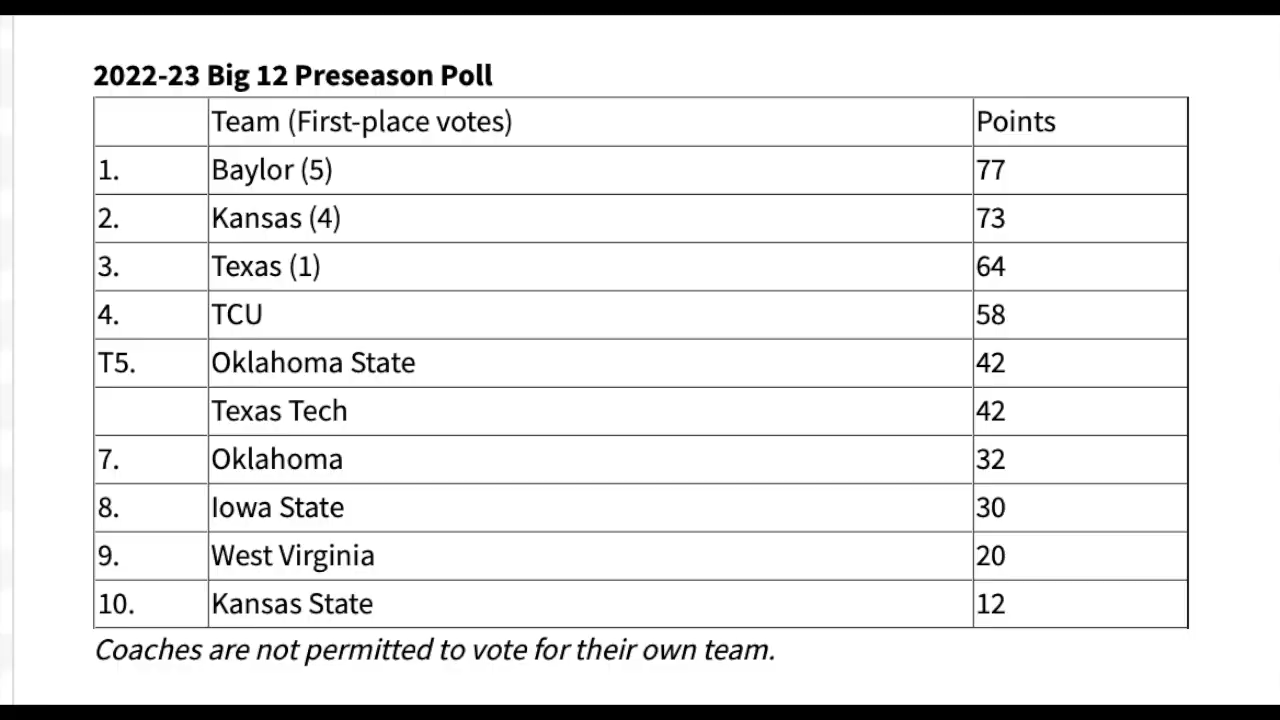 2022-23 Big 12 Preseason Poll
Team (First-place votes) Points
1. Baylor (5) 77
2. Kansas (4) 73
3. Texas (1) 64
4. TCU 58
T5. Oklahoma State 42
Texas Tech 42
7. Oklahoma 32
8. Iowa State 30
9. West Virginia 20
10. Kansas State 12
Coaches are not permitted to vote for their own team.